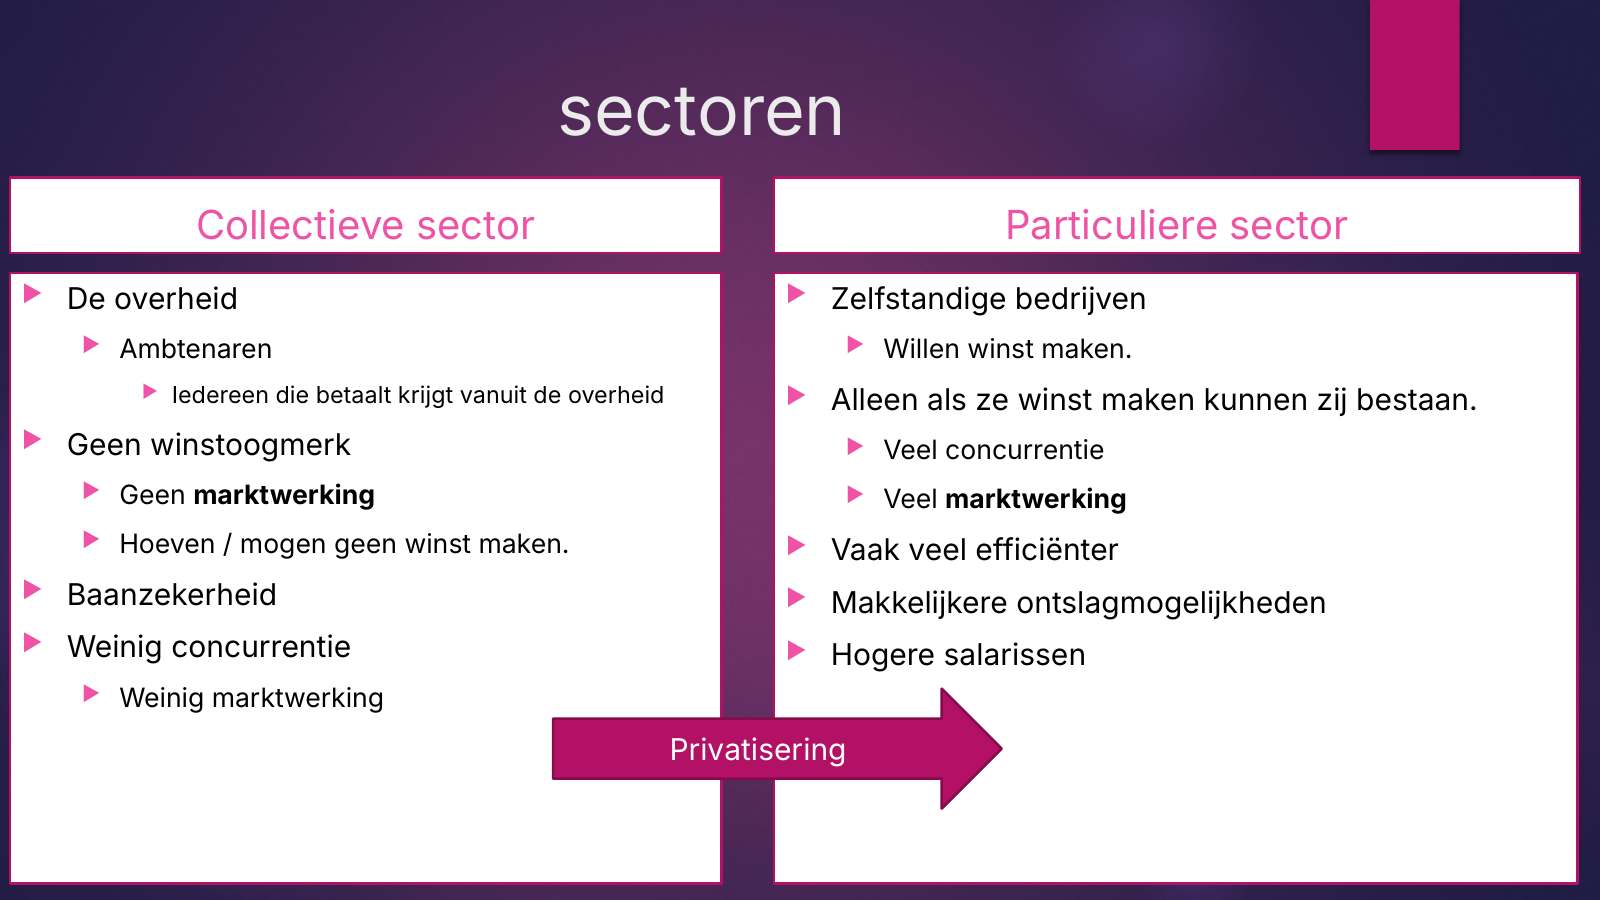 sectoren
Collectieve sector
De overheid
Ambtenaren
Iedereen die betaalt krijgt vanuit de overheid
Geen winstoogmerk
Geen marktwerking
Hoeven / mogen geen winst maken.
Baanzekerheid
Weinig concurrentie
Weinig marktwerking
Particuliere sector
Zelfstandige bedrijven
Willen winst maken.
Alleen als ze winst maken kunnen zij bestaan.
Veel concurrentie
Veel marktwerking
Vaak veel efficiënter
Makkelijkere ontslagmogelijkheden
Hogere salarissen
Privatisering